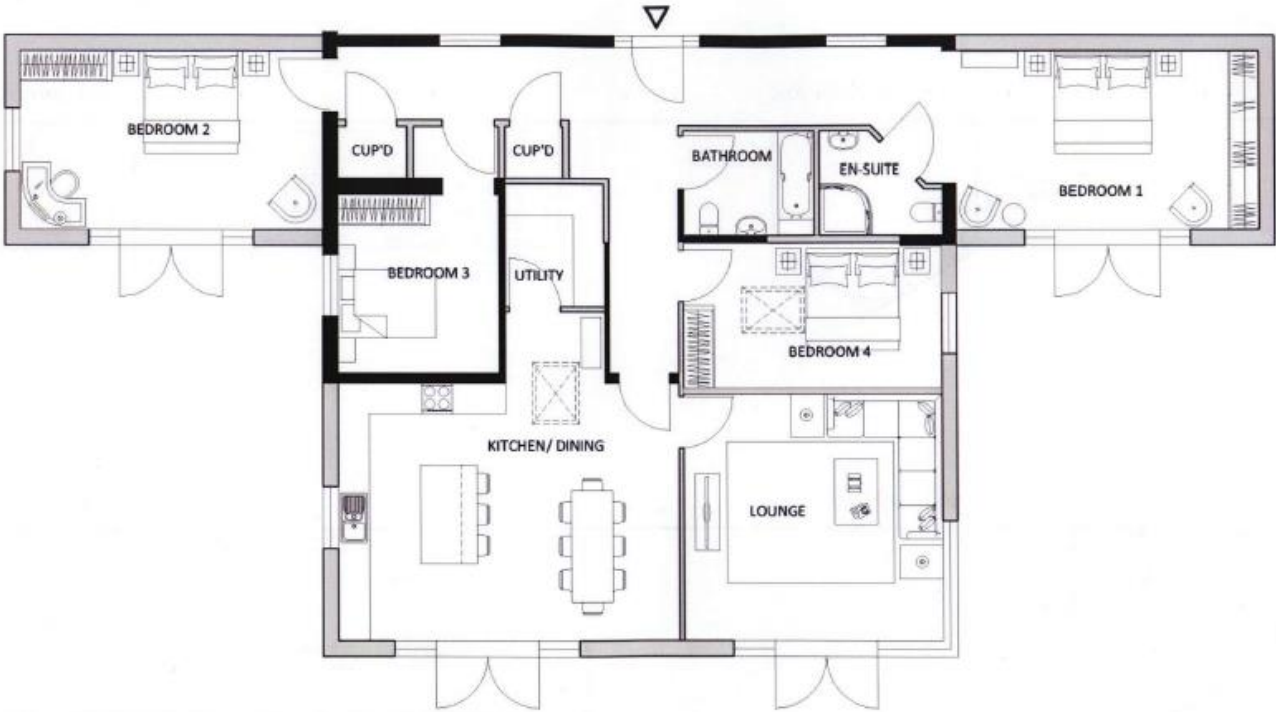 BEDROOM 2
CUP'D
CUP'D
BATHROOM
EN-SUITE
BEDROOM 1
BEDROOM 3
UTILITY
BEDROOM 4
KITCHEN/ DINING
LOUNGE